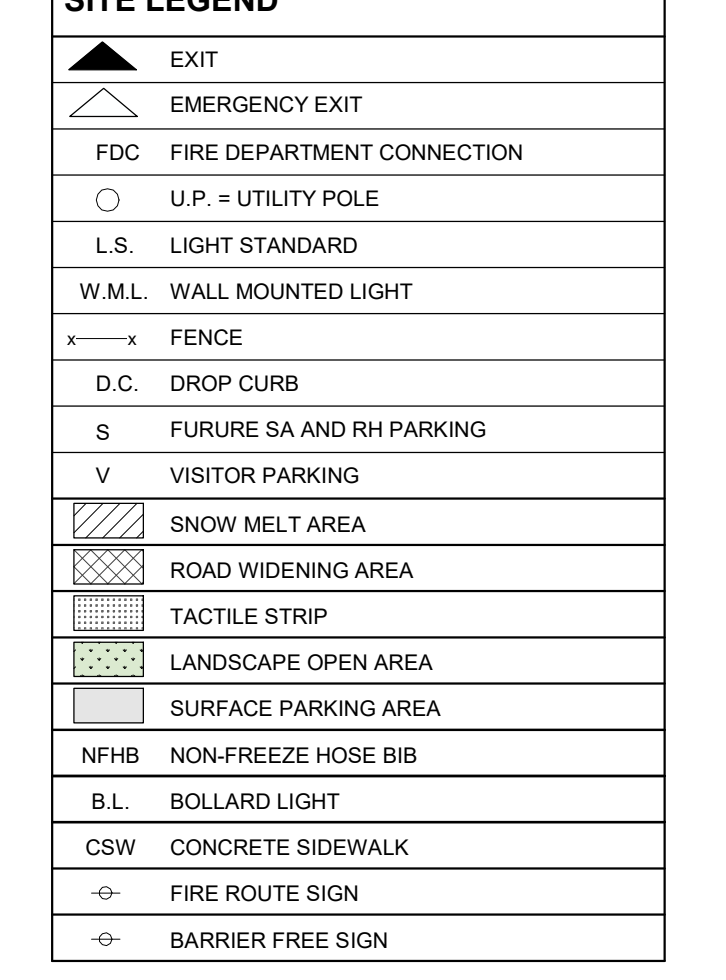 SITE LEGEND
EXIT
EMERGENCY EXIT
FDC FIRE DEPARTMENT CONNECTION
U.P. = UTILITY POLE
L.S. LIGHT STANDARD
W.M.L. WALL MOUNTED LIGHT
x x FENCE
D.C. DROP CURB
S FURURE SA AND RH PARKING
V VISITOR PARKING
SNOW MELT AREA
ROAD WIDENING AREA
TACTILE STRIP
LANDSCAPE OPEN AREA
SURFACE PARKING AREA
NFHB NON-FREEZE HOSE BIB
B.L. BOLLARD LIGHT
CSW CONCRETE SIDEWALK
FIRE ROUTE SIGN
BARRIER FREE SIGN